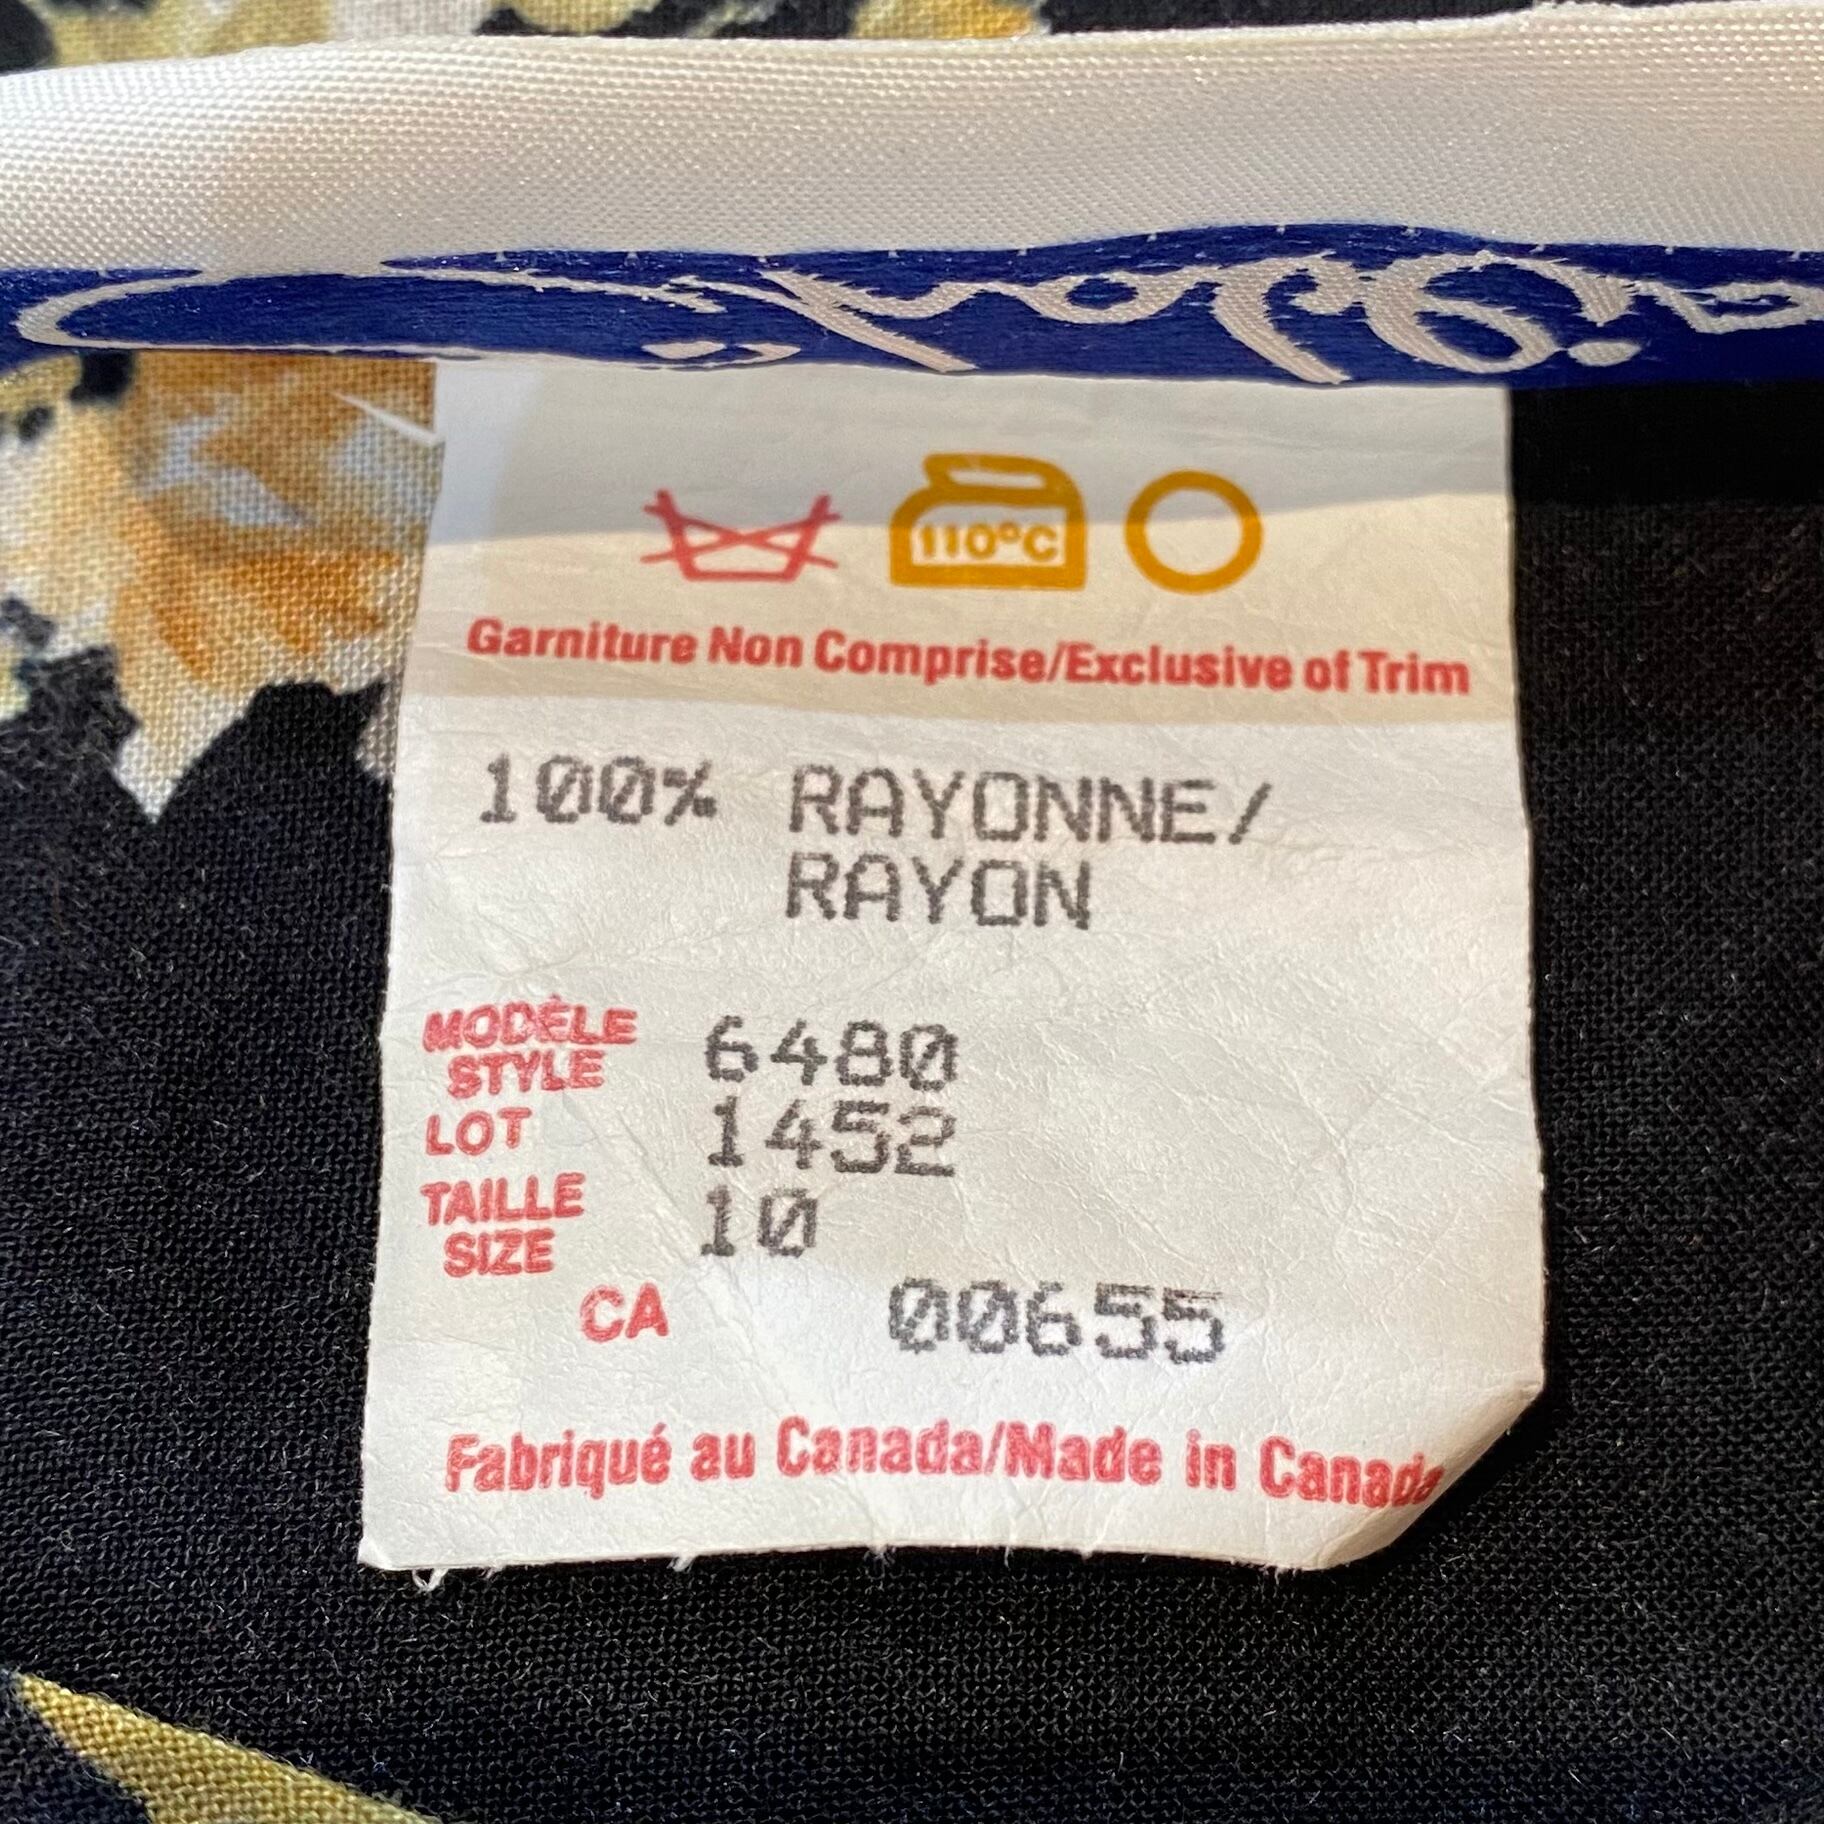 110°C
Garniture Non Comprise/Exclusive of Trim
100% RAYONNE/
RAYON
MODÈLE
STYLE 6480
LOT 1452
TAILLE
SIZE 10
CA 00655
Fabriqué au Canada/Made in Canada